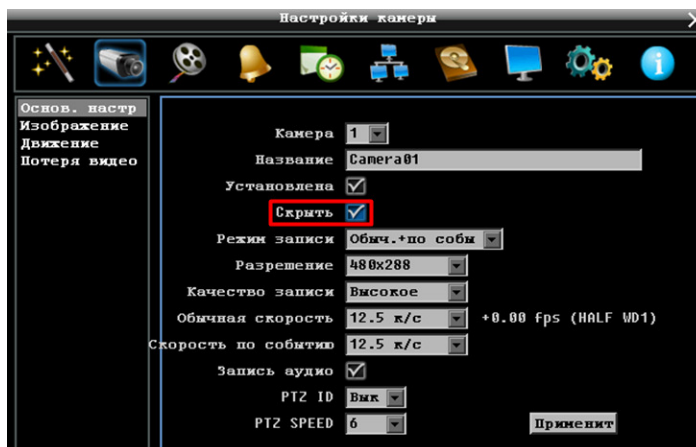 Настройки камеры
Основ. настр
Изображение
Движение
Потеря видео
Камера 1
Название Camera01
Установлена
Скрыть
Режим записи Обыч.+по собы
Разрешение 480x288
Качество записи Высокое
Обычная скорость 12.5 к/с +0.00 fps (HALF WD1)
Скорость по событию 12.5 к/с
Запись аудио
PTZ ID Вык
PTZ SPEED 6
Применит